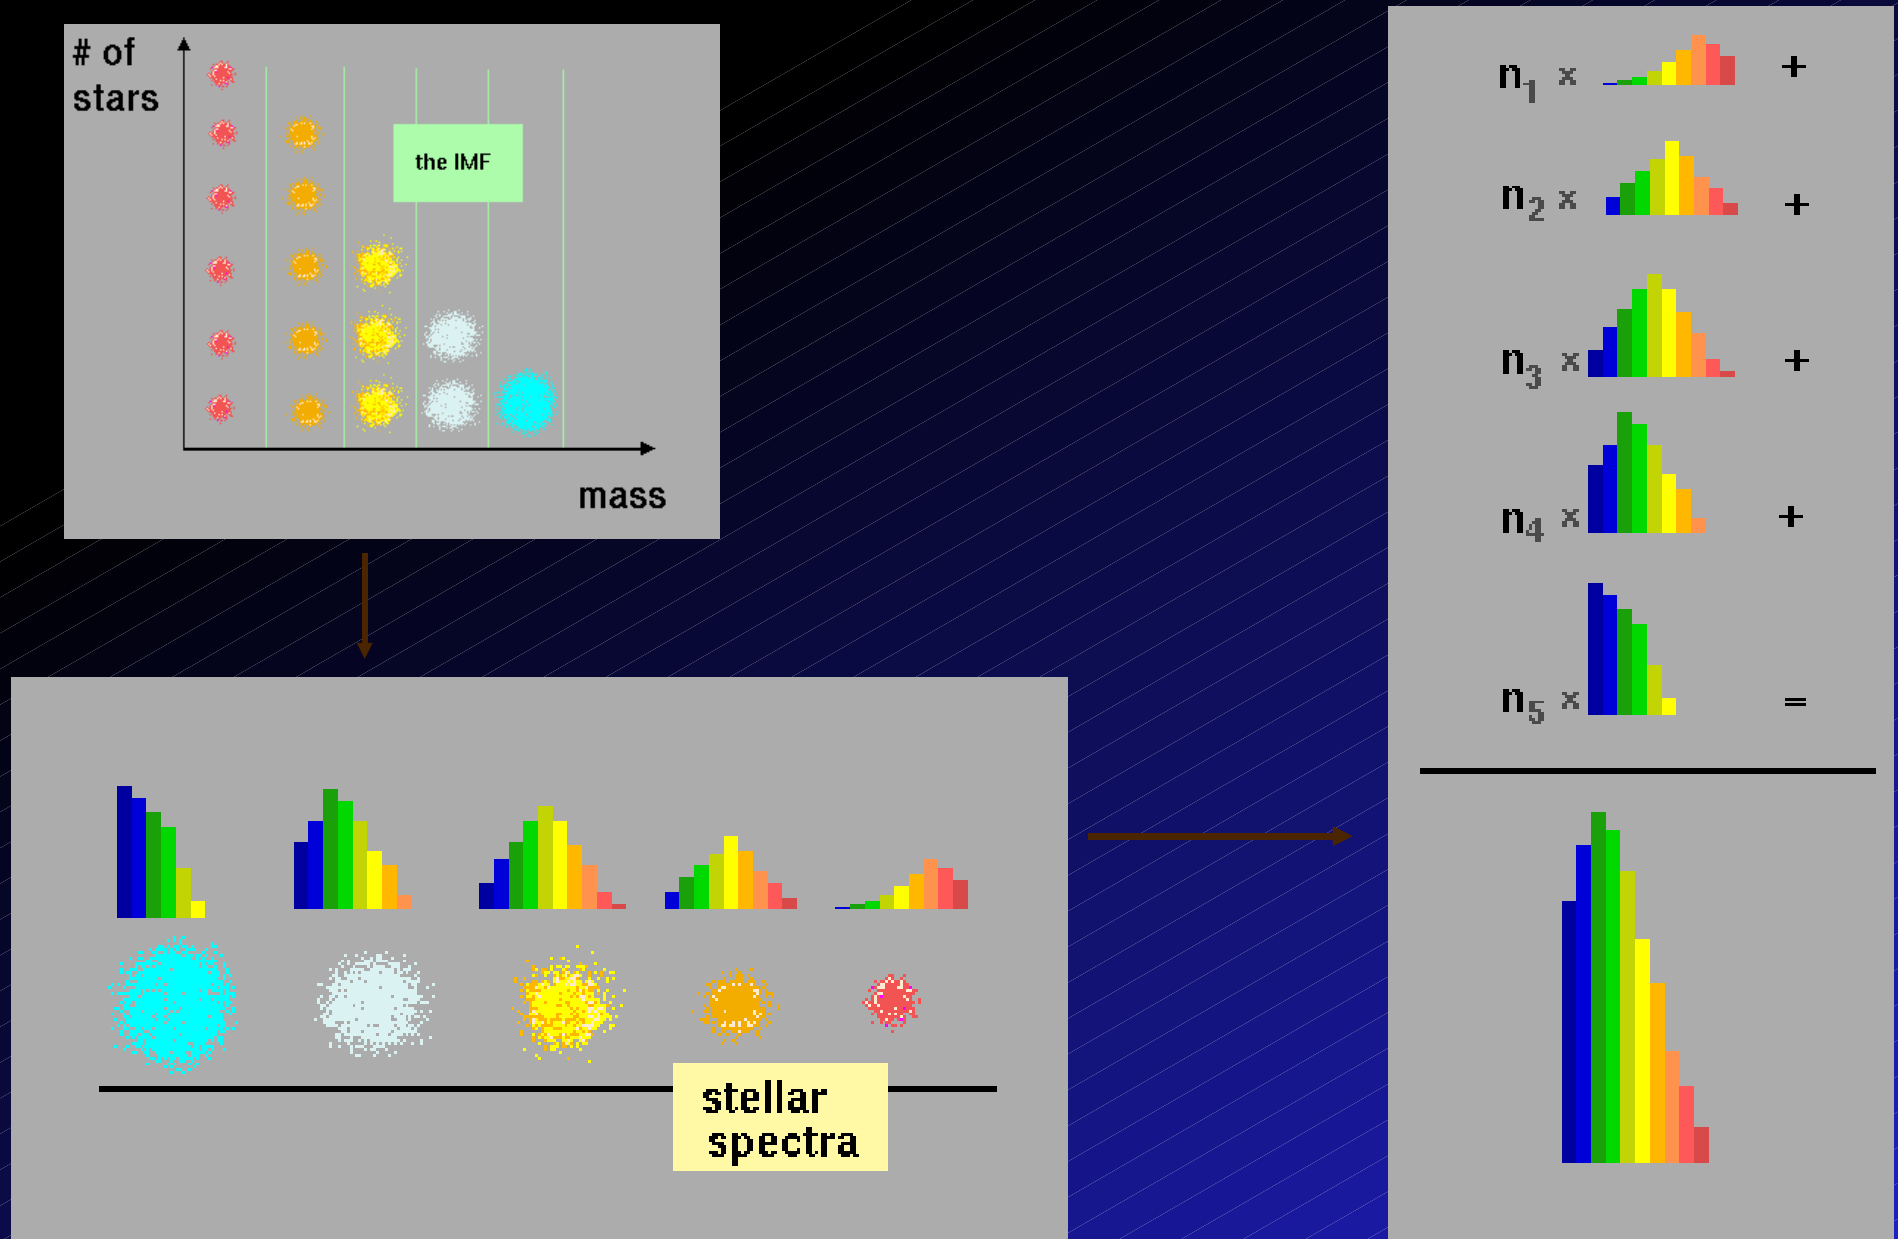 # of
stars
the IMF
mass
stellar
spectra
n₁ x +
n₂ x +
n₃ x +
n₄ x +
n₅ x =